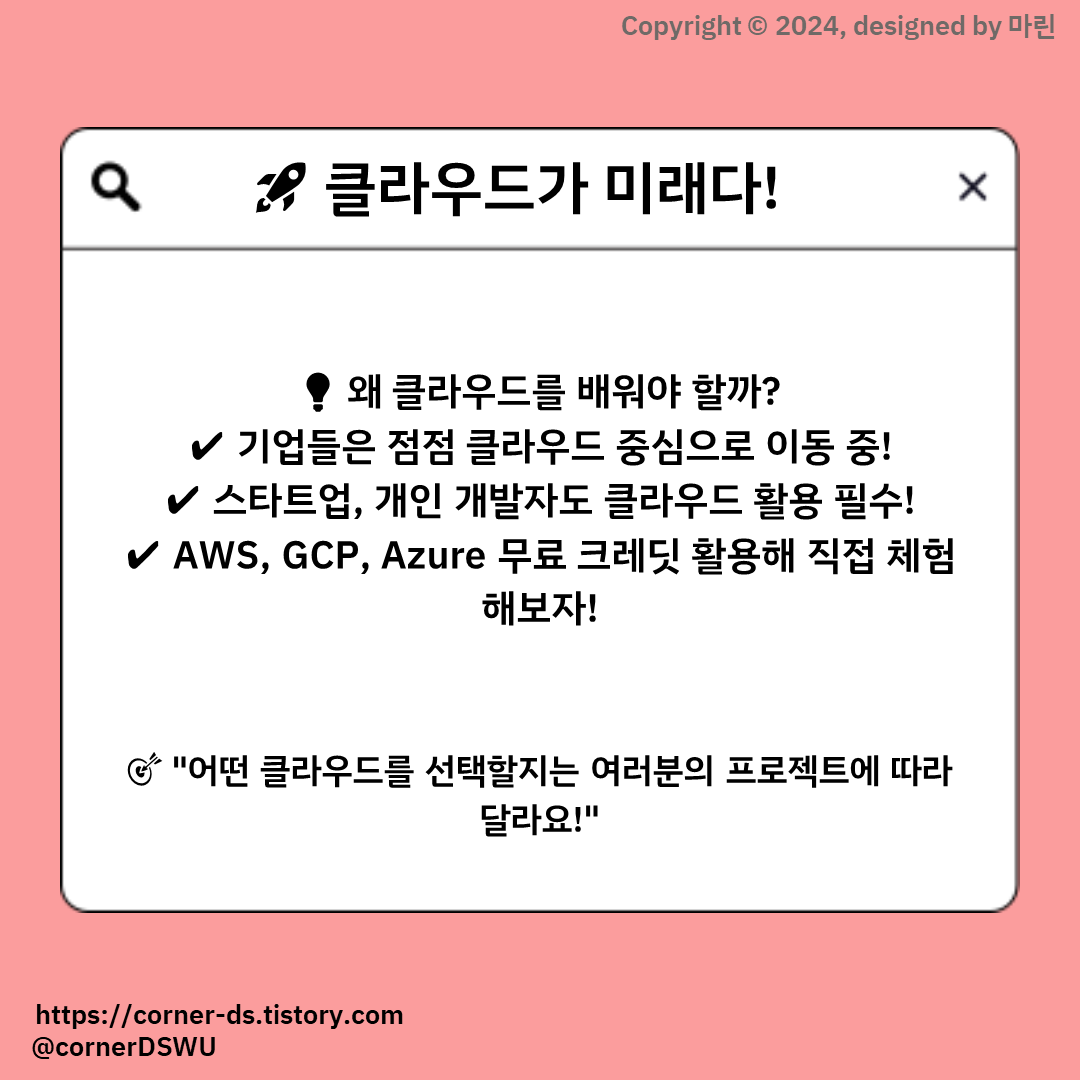 Copyright © 2024, designed by 마린
🚀 클라우드가 미래다!
💡 왜 클라우드를 배워야 할까?
✔ 기업들은 점점 클라우드 중심으로 이동 중!
✔ 스타트업, 개인 개발자도 클라우드 활용 필수!
✔ AWS, GCP, Azure 무료 크레딧 활용해 직접 체험
해보자!
🎯 "어떤 클라우드를 선택할지는 여러분의 프로젝트에 따라
달라요!"
https://corner-ds.tistory.com
@cornerDSWU